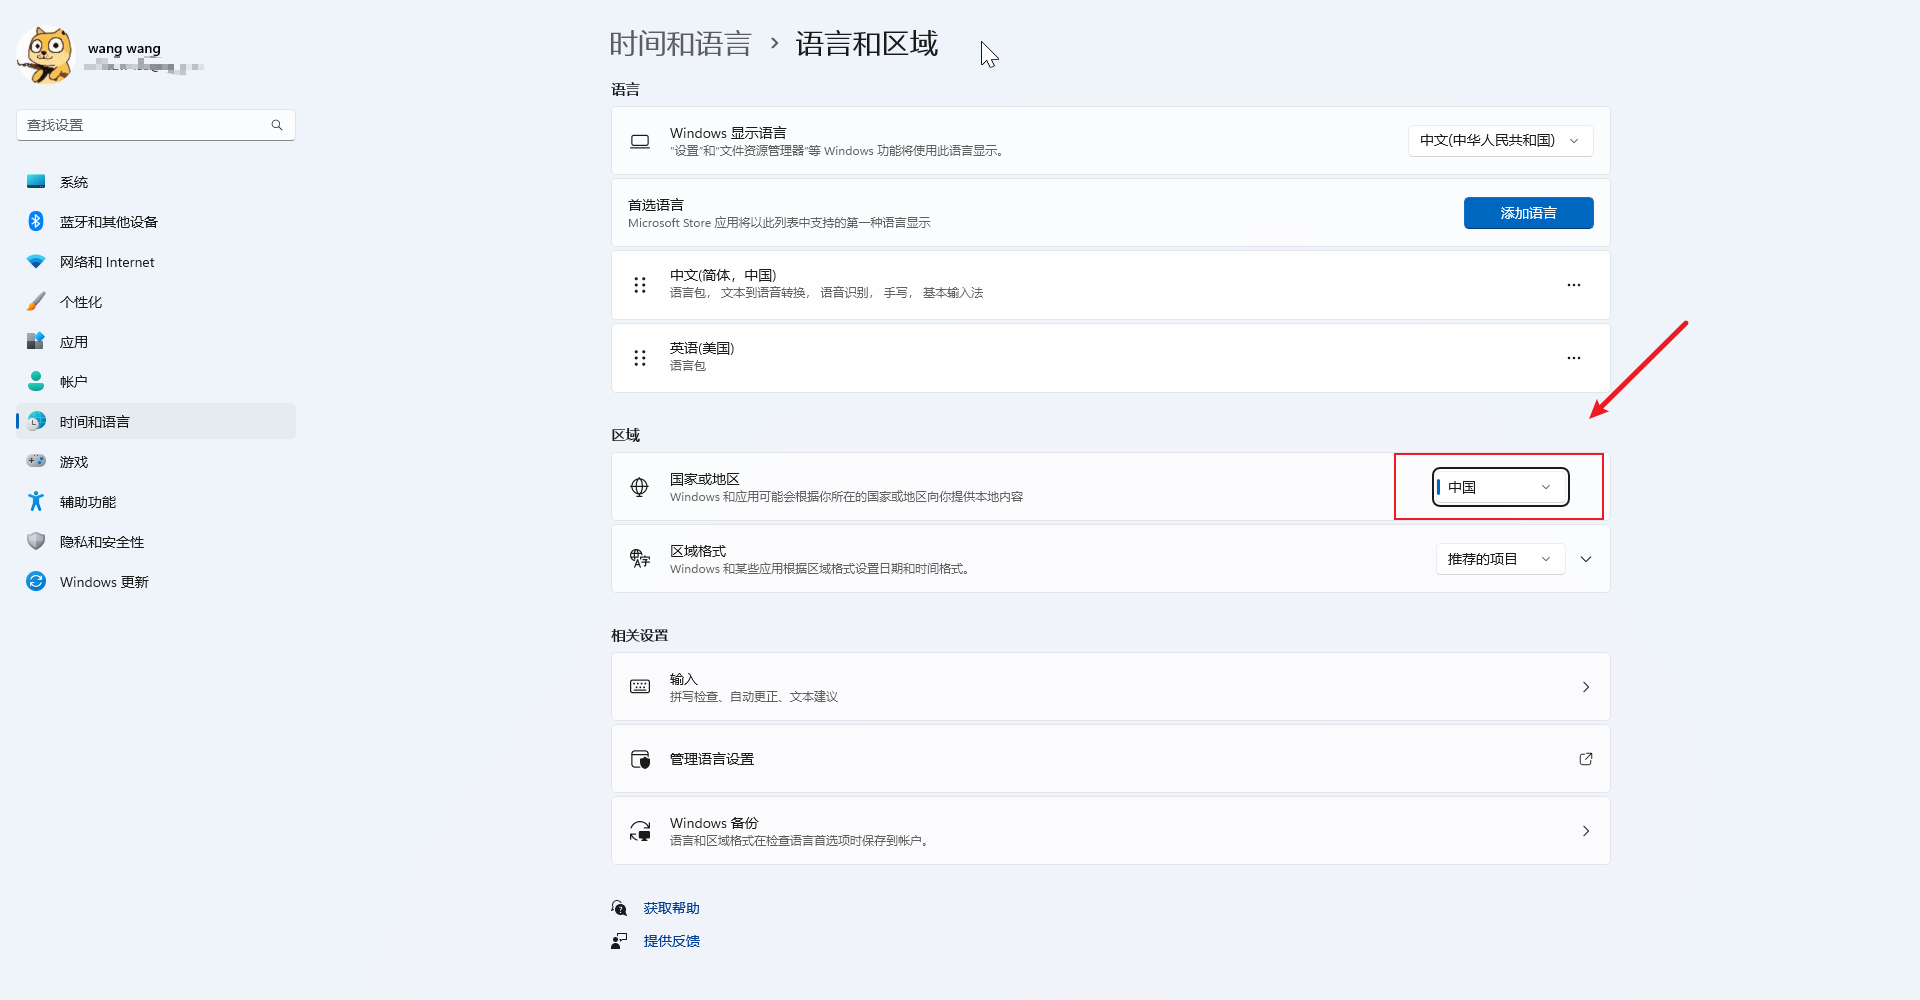 wang wang
查找设置
系统
蓝牙和其他设备
网络和 Internet
个性化
应用
帐户
时间和语言
游戏
辅助功能
隐私和安全性
Windows 更新
时间和语言 › 语言和区域
语言
Windows 显示语言
"设置"和"文件资源管理器"等 Windows 功能将使用此语言显示。
中文(中华人民共和国)
首选语言
Microsoft Store 应用将以此列表中支持的第一种语言显示
添加语言
中文(简体，中国)
语言包， 文本到语音转换， 语音识别， 手写， 基本输入法
英语(美国)
语言包
区域
国家或地区
Windows 和应用可能会根据你所在的国家或地区向你提供本地内容
中国
区域格式
Windows 和某些应用根据区域格式设置日期和时间格式。
推荐的项目
相关设置
输入
拼写检查、自动更正、文本建议
管理语言设置
Windows 备份
语言和区域格式在检查语言首选项时保存到帐户。
获取帮助
提供反馈